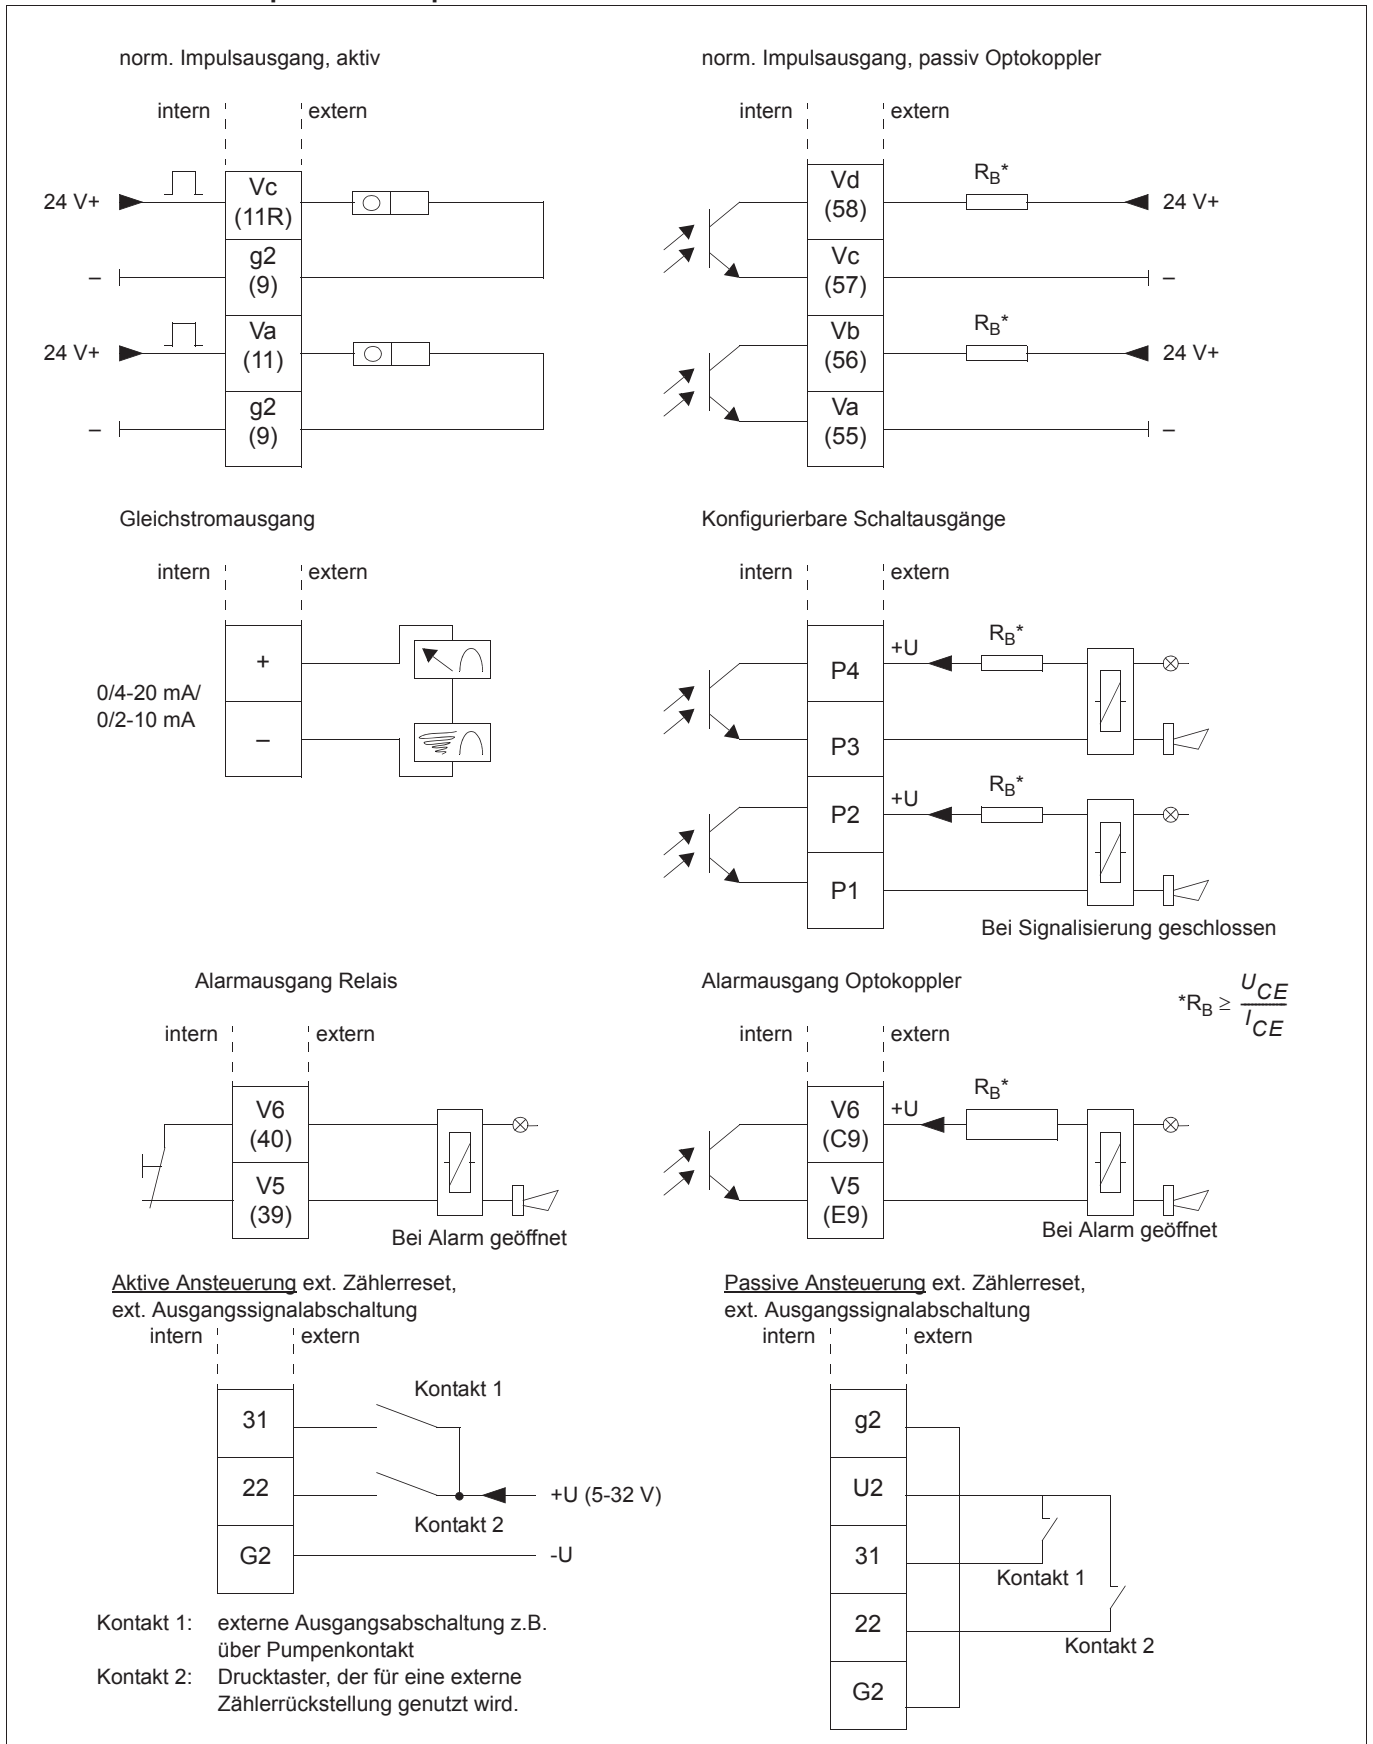 norm. Impulsausgang, aktiv
intern extern
24 V+
Vc
(11R)
g2
(9)
–
24 V+
Va
(11)
g2
(9)
–
norm. Impulsausgang, passiv Optokoppler
intern extern
Vd
(58)
RB*
24 V+
Vc
(57)
–
Vb
(56)
RB*
24 V+
Va
(55)
–
Gleichstromausgang
intern extern
0/4-20 mA/
0/2-10 mA
+
–
Konfigurierbare Schaltausgänge
intern extern
P4
+U
RB*
P3
P2
+U
RB*
P1
Bei Signalisierung geschlossen
Alarmausgang Relais
intern extern
V6
(40)
V5
(39)
Bei Alarm geöffnet
Alarmausgang Optokoppler
*RB ≥ UCE / ICE
intern extern
V6
(C9)
+U
RB*
V5
(E9)
Bei Alarm geöffnet
Aktive Ansteuerung ext. Zählerreset,
ext. Ausgangssignalabschaltung
intern extern
31
Kontakt 1
22
+U (5-32 V)
Kontakt 2
G2
-U
Kontakt 1: externe Ausgangsabschaltung z.B.
über Pumpenkontakt
Kontakt 2: Drucktaster, der für eine externe
Zählerrückstellung genutzt wird.
Passive Ansteuerung ext. Zählerreset,
ext. Ausgangssignalabschaltung
intern extern
g2
U2
31
Kontakt 1
22
Kontakt 2
G2